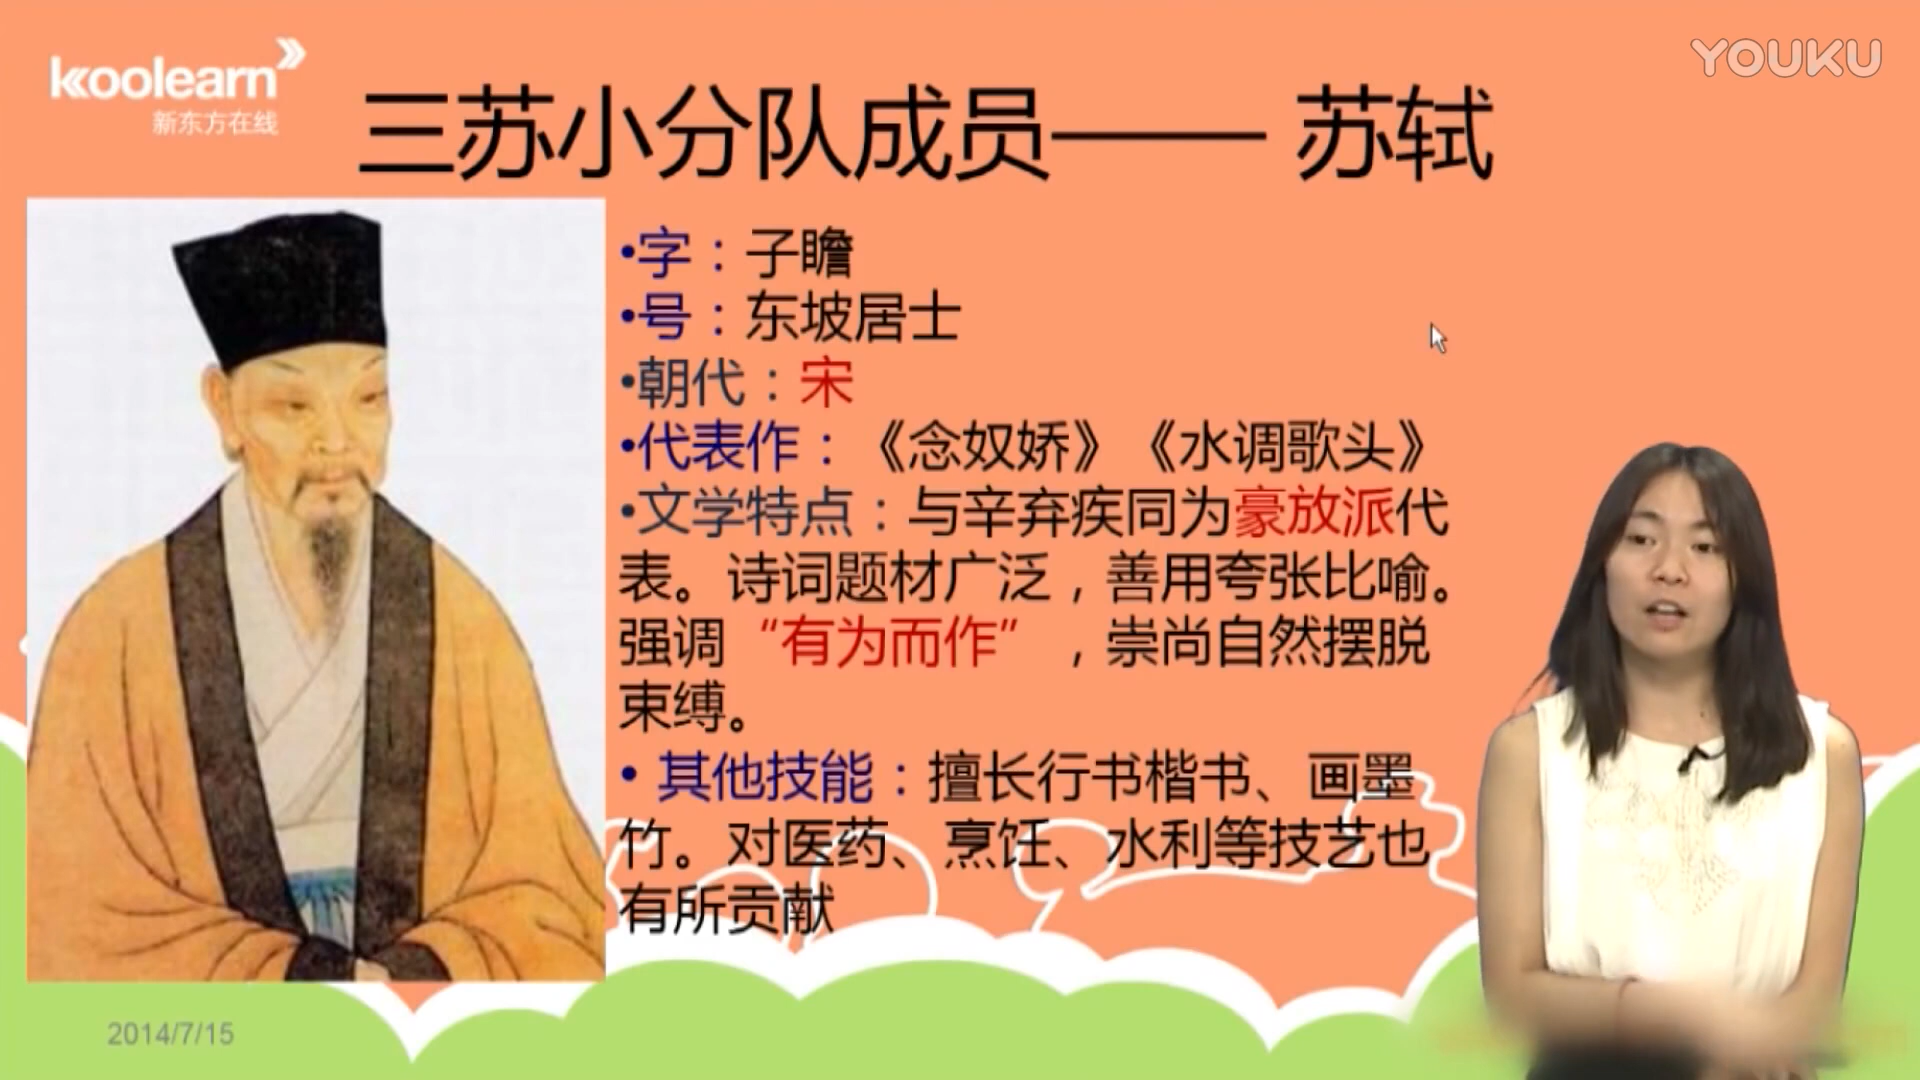 koolearn
新东方在线
YOUKU
三苏小分队成员—— 苏轼
•字：子瞻
•号：东坡居士
•朝代：宋
•代表作：《念奴娇》《水调歌头》
•文学特点：与辛弃疾同为豪放派代
表。诗词题材广泛，善用夸张比喻。
强调“有为而作”，崇尚自然摆脱
束缚。
• 其他技能：擅长行书楷书、画墨
竹。对医药、烹饪、水利等技艺也
有所贡献
2014/7/15